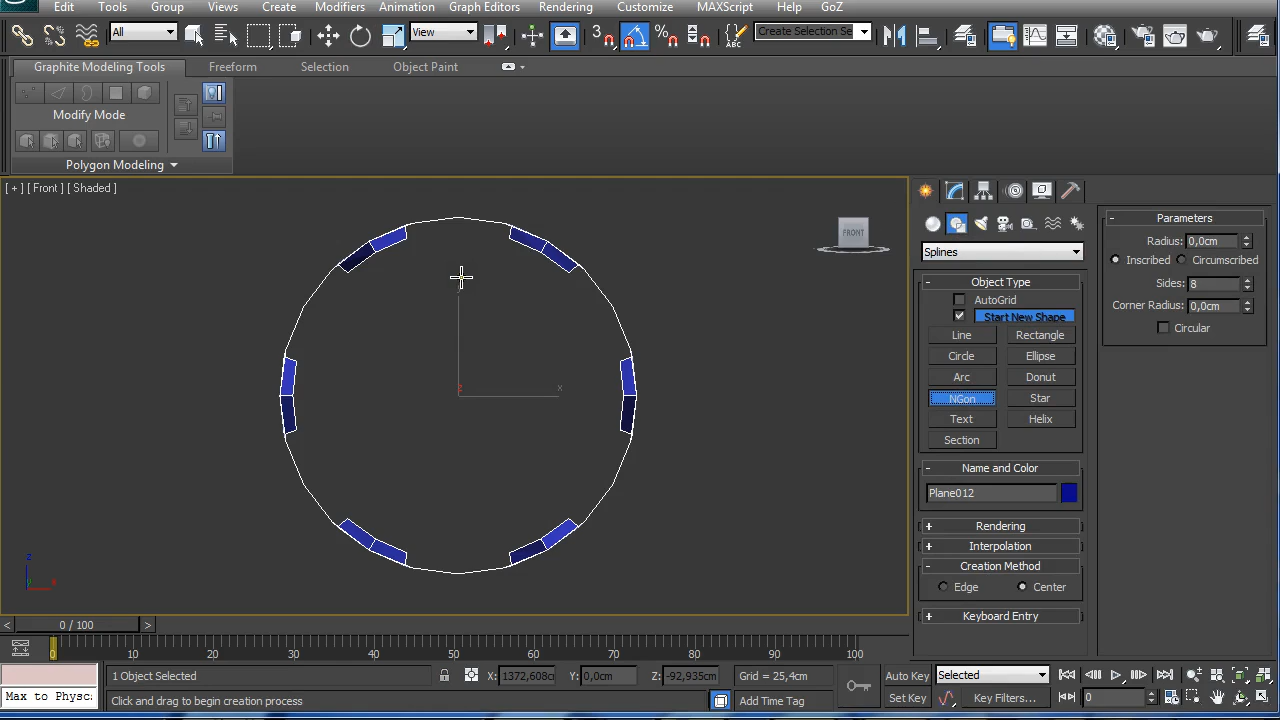 Edit Tools Group Views Create Modifiers Animation Graph Editors Rendering Customize MAXScript Help GoZ
All View 3 % Create Selection Se
Graphite Modeling Tools Freeform Selection Object Paint
Modify Mode
Polygon Modeling
[ + ] [ Front ] [ Shaded ]
FRONT
Splines
Object Type
AutoGrid
Start New Shape
Line Rectangle
Circle Ellipse
Arc Donut
NGon Star
Text Helix
Section
Name and Color
Plane012
Rendering
Interpolation
Creation Method
Edge Center
Keyboard Entry
Parameters
Radius: 0,0cm
Inscribed Circumscribed
Sides: 8
Corner Radius: 0,0cm
Circular
z x
z x
0 / 100
0 10 20 30 40 50 60 70 80 90 100
1 Object Selected X: 1372,608c Y: 0,0cm Z: -92,935cm Grid = 25,4cm Auto Key Selected
Max to Physc: Click and drag to begin creation process Add Time Tag Set Key Key Filters... 0